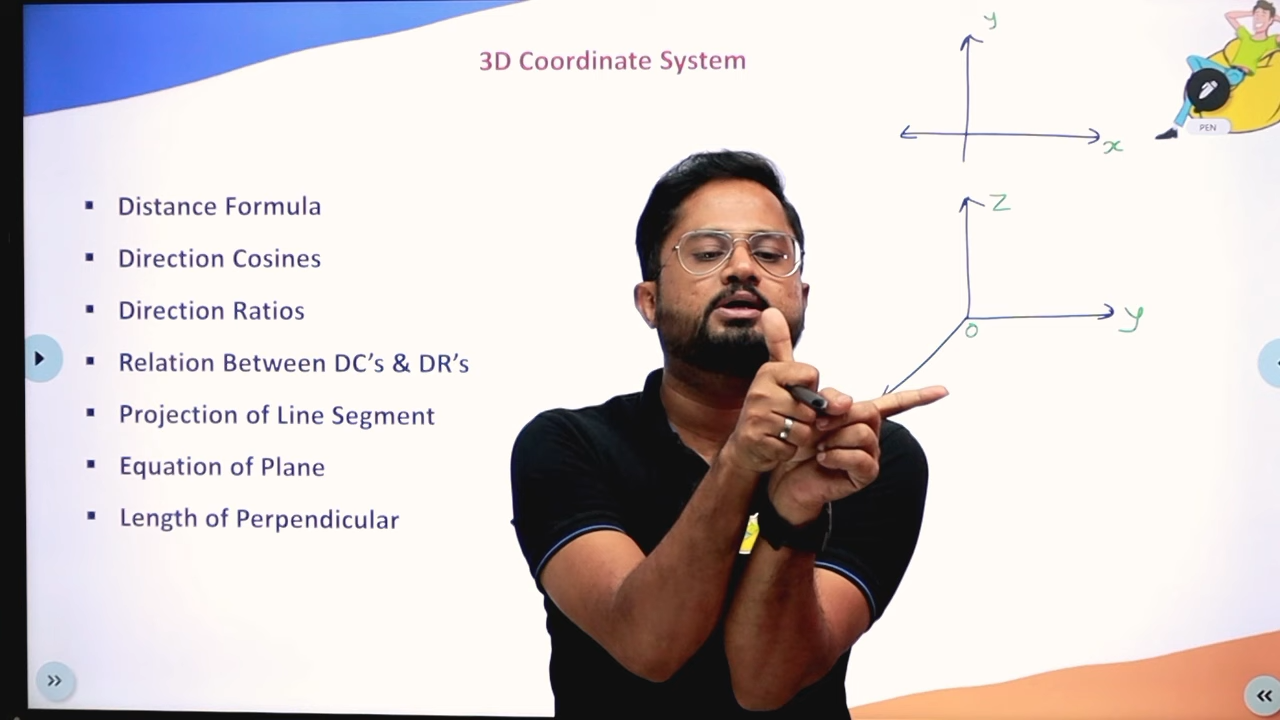 3D Coordinate System
y
x
▪ Distance Formula
▪ Direction Cosines
▪ Direction Ratios
▪ Relation Between DC’s & DR’s
▪ Projection of Line Segment
▪ Equation of Plane
▪ Length of Perpendicular
z
y
O
PEN